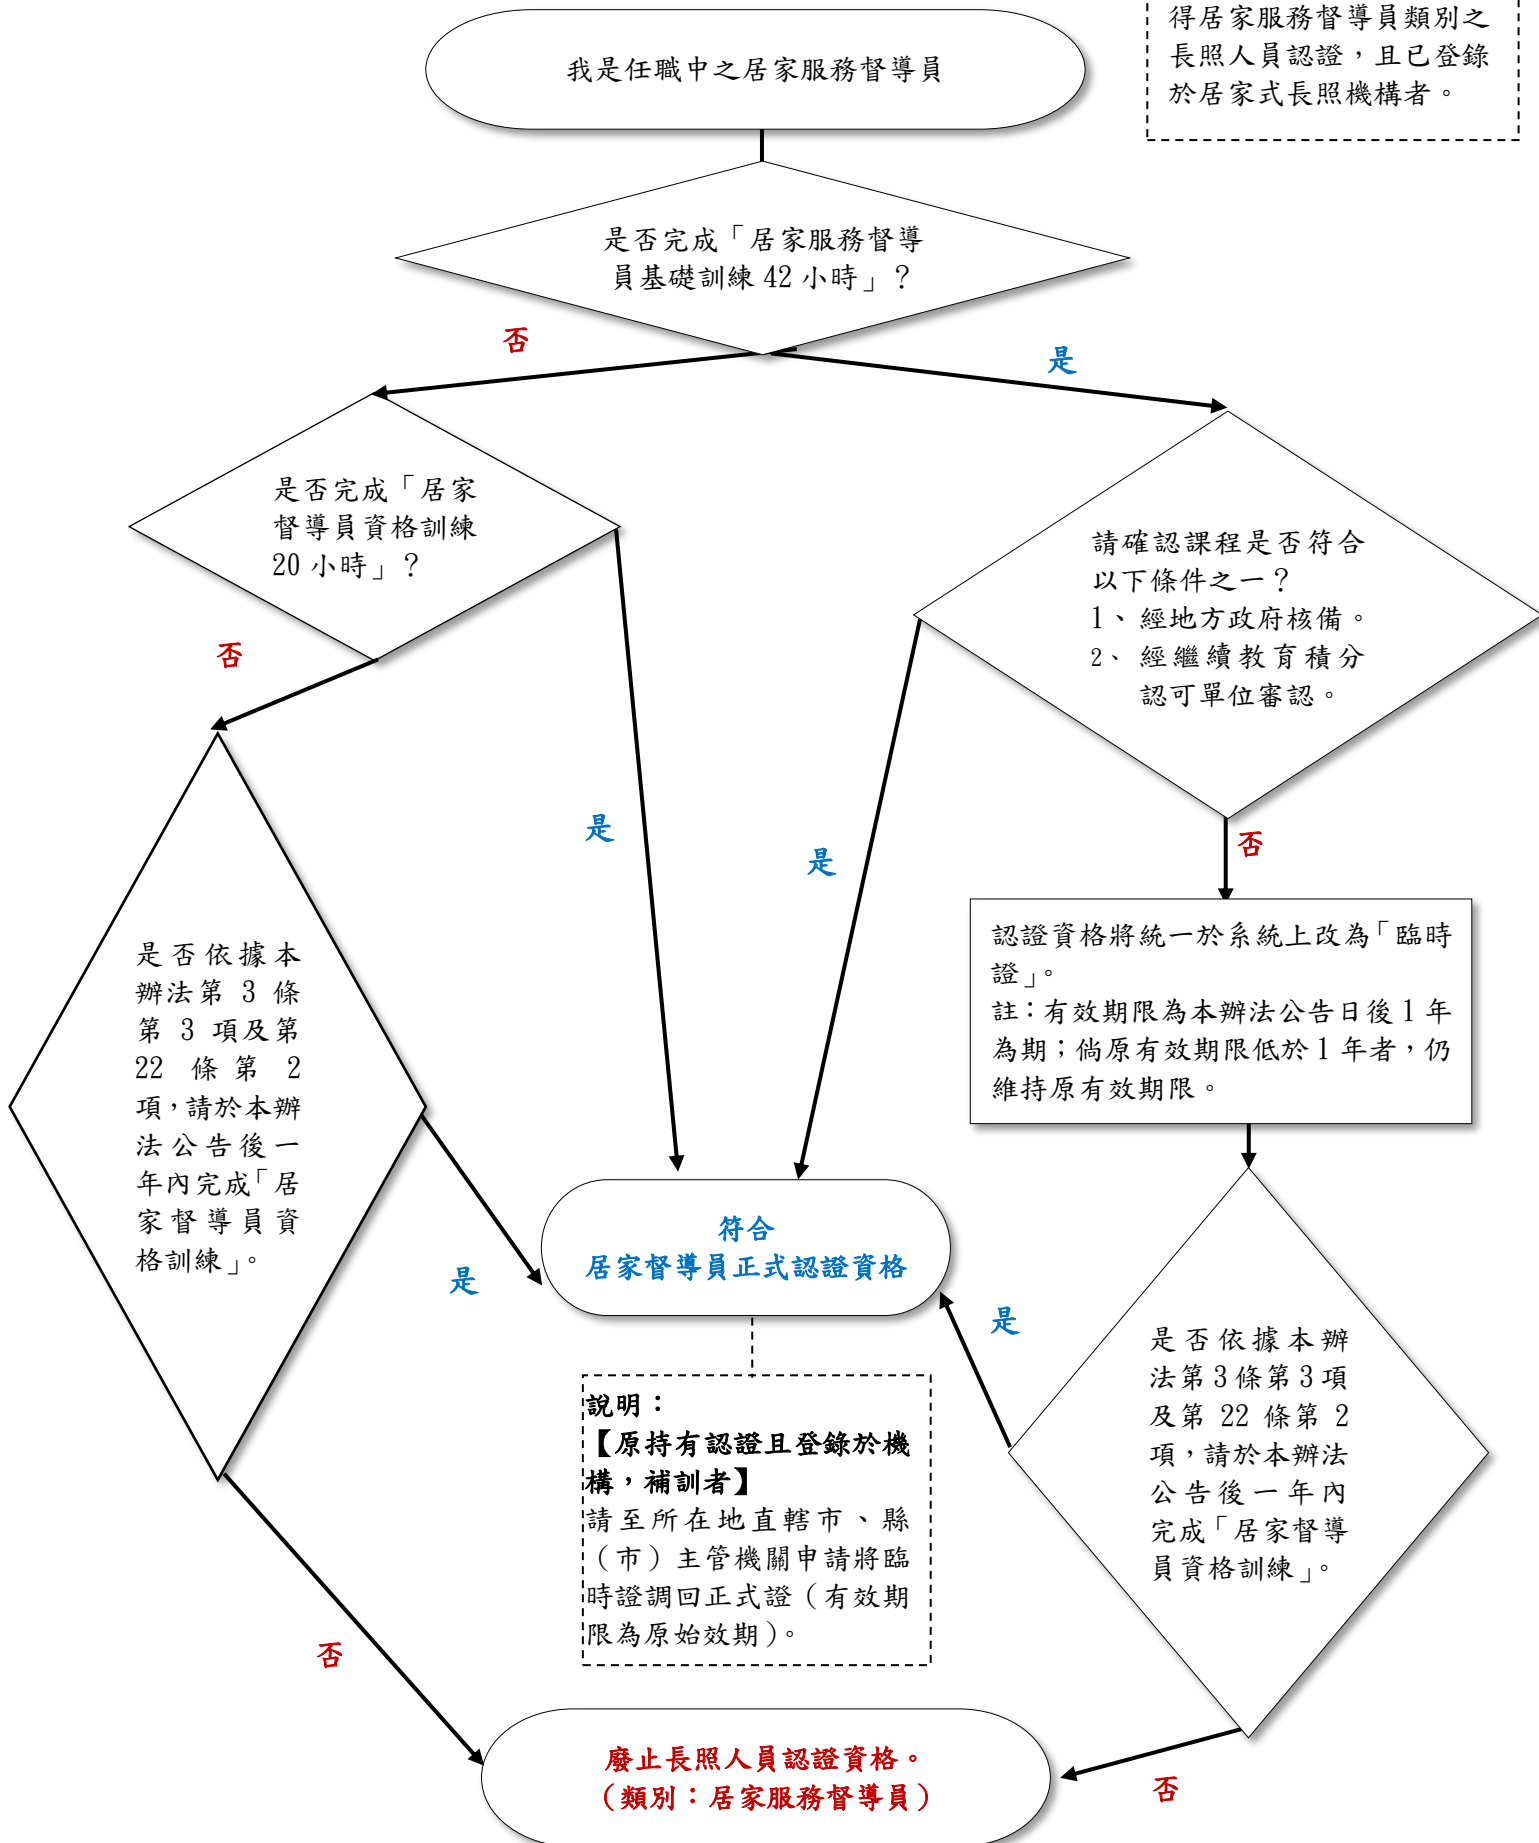 得居家服務督導員類別之
長照人員認證，且已登錄
於居家式長照機構者。
我是任職中之居家服務督導員
是否完成「居家服務督導
員基礎訓練 42 小時」？
否
是
是否完成「居家
督導員資格訓練
20 小時」？
請確認課程是否符合
以下條件之一？
1、 經地方政府核備。
2、 經繼續教育積分
認可單位審認。
否
是
是
否
認證資格將統一於系統上改為「臨時
證」。
註：有效期限為本辦法公告日後 1 年
為期；倘原有效期限低於 1 年者，仍
維持原有效期限。
是否依據本
辦法第 3 條
第 3 項及第
22 條第 2
項，請於本辦
法公告後一
年內完成「居
家督導員資
格訓練」。
是
符合
居家督導員正式認證資格
是
是否依據本辦
法第 3 條第 3 項
及第 22 條第 2
項，請於本辦法
公告後一年內
完成「居家督導
員資格訓練」。
說明：
【原持有認證且登錄於機
構，補訓者】
請至所在地直轄市、縣
（市）主管機關申請將臨
時證調回正式證（有效期
限為原始效期）。
否
否
廢止長照人員認證資格。
（類別：居家服務督導員）